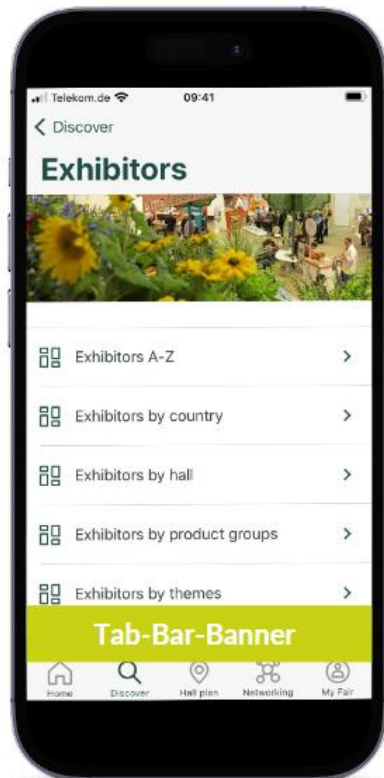 Telekom.de
09:41
Discover
Exhibitors
Exhibitors A-Z
Exhibitors by country
Exhibitors by hall
Exhibitors by product groups
Exhibitors by themes
Tab-Bar-Banner
Home Discover Hall plan Networking My Fair